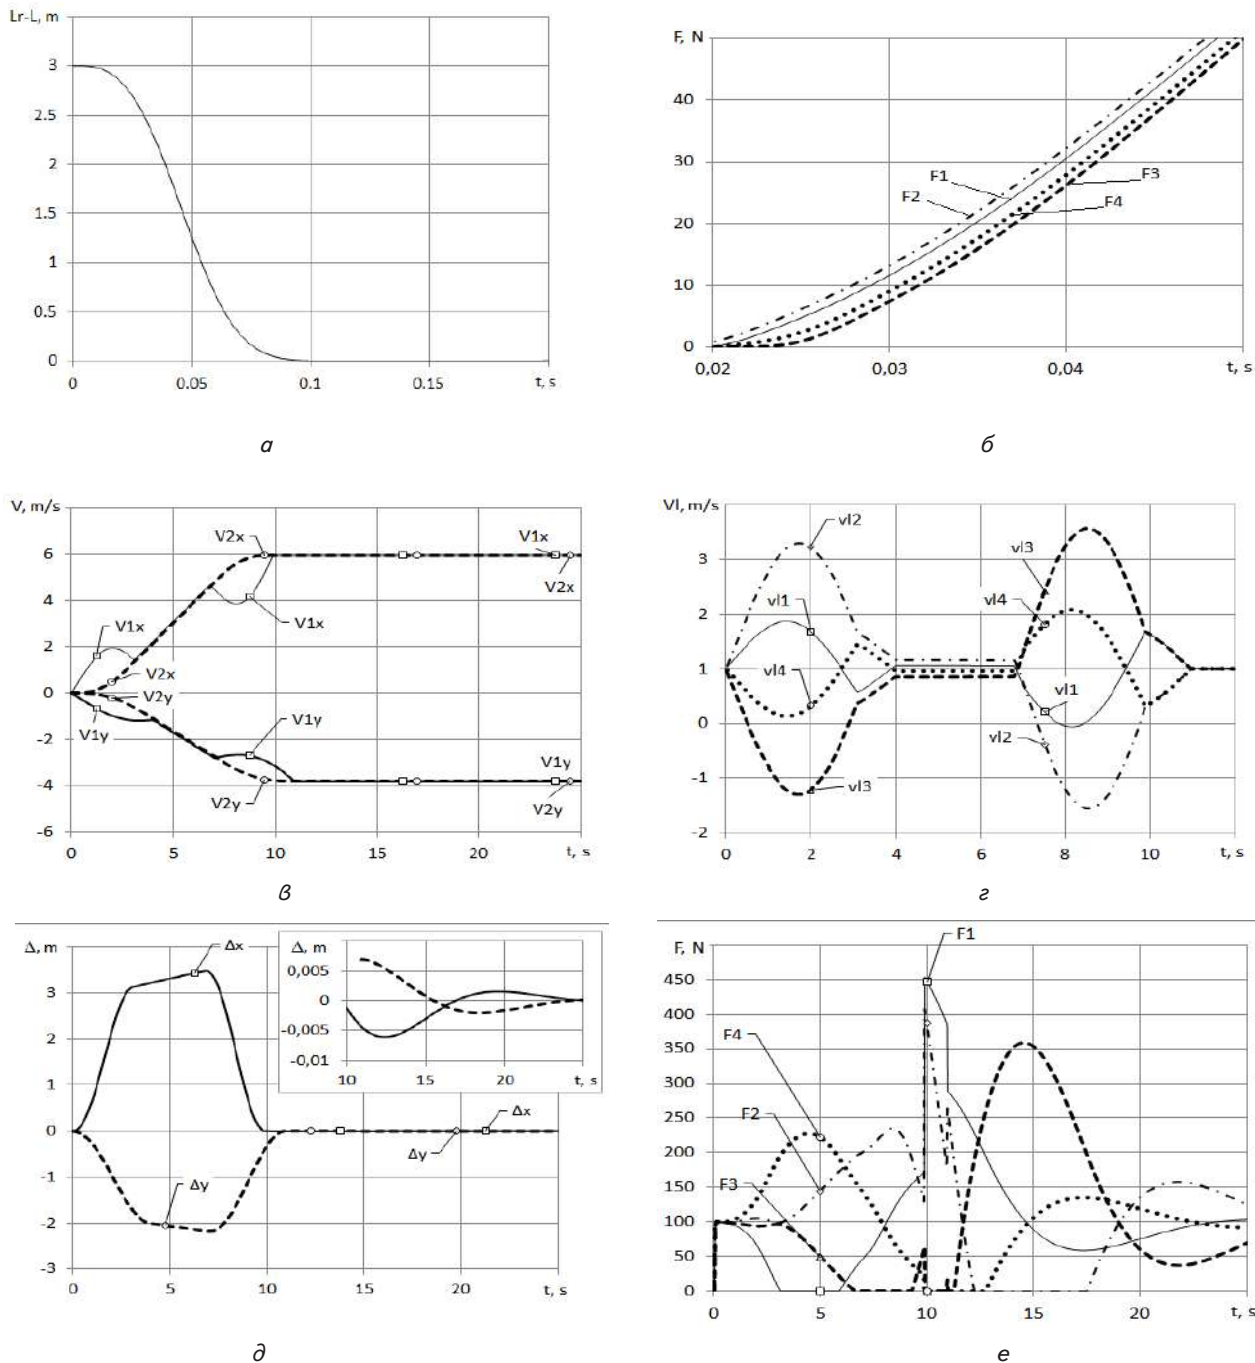 Lr-L, m
3
2.5
2
1.5
1
0.5
0
0 0.05 0.1 0.15 t, s
а
F, N
40
30
20
10
0
F1
F2
F3
F4
0,02 0,03 0,04 t, s
б
V, m/s
6
4
2
0
-2
-4
-6
V2x
V1x
V2x
V1x
V1x
V2x
V2y
V1y
V1y
V1y
V2y
V2y
0 5 10 15 20 t, s
в
Vl, m/s
3
2
1
0
-1
-2
vl2
vl3
vl1
vl4
vl4
vl1
vl2
vl3
0 2 4 6 8 10 t, s
г
Δ, m
3
2
1
0
-1
-2
-3
Δx
Δx
Δy
Δy
0 5 10 15 20 t, s
Δ, m
0,005
0
-0,005
-0,01
10 15 20 t, s
д
F, N
450
400
350
300
250
200
150
100
50
0
F1
F4
F2
F3
0 5 10 15 20 t, s
е